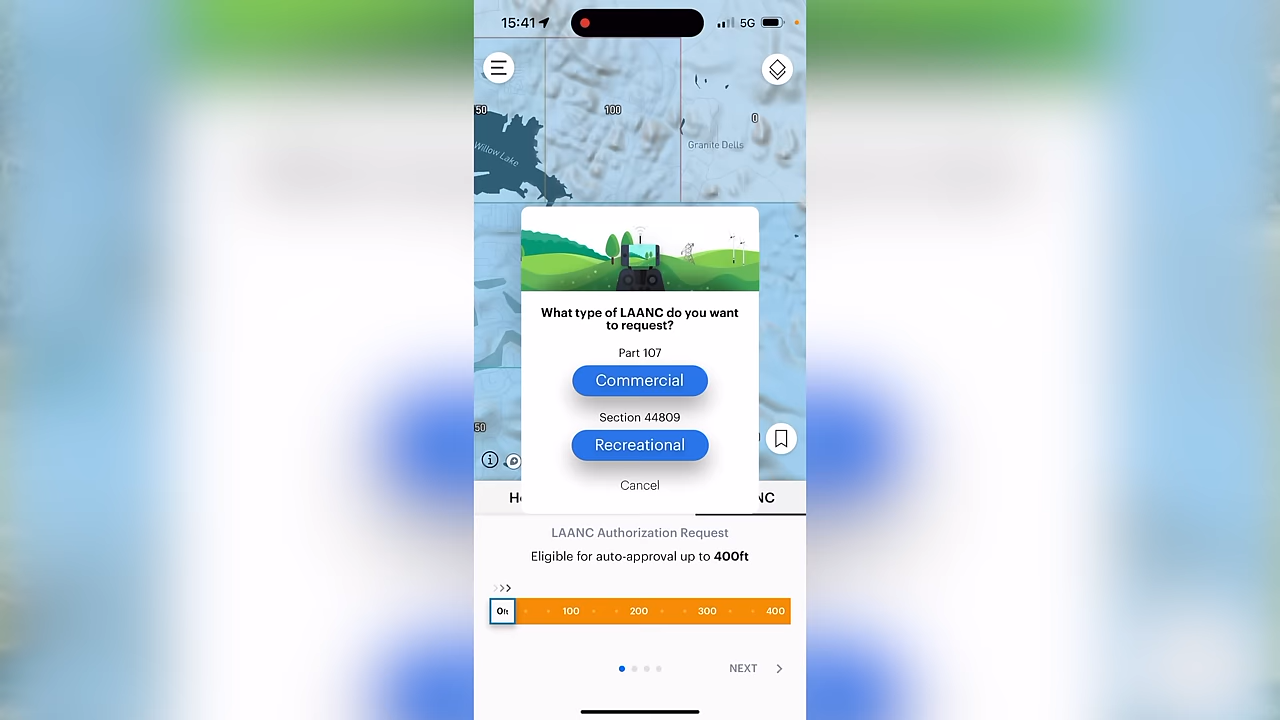 15:41
5G
50
100
0
Willow Lake
Granite Dells
What type of LAANC do you want
to request?
Part 107
Commercial
Section 44809
Recreational
50
Cancel
LAANC Authorization Request
Eligible for auto-approval up to 400ft
0ft 100 200 300 400
NEXT